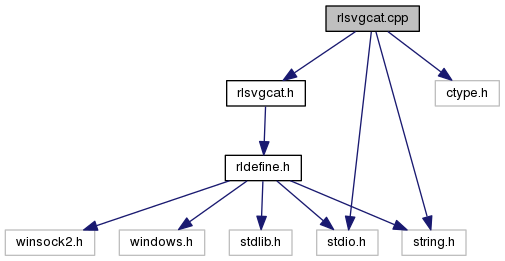 rlsvgcat.cpp
rlsvgcat.h
ctype.h
rldefine.h
winsock2.h
windows.h
stdlib.h
stdio.h
string.h